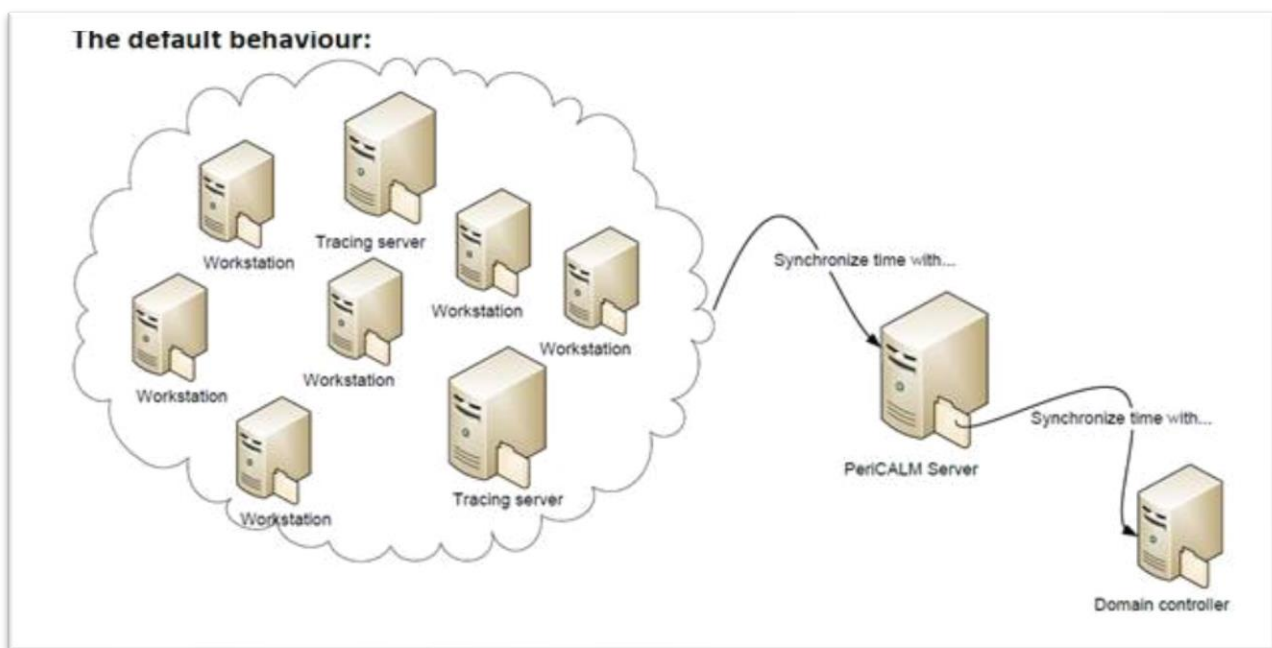 The default behaviour:
Workstation
Tracing server
Workstation
Workstation
Workstation
Workstation
Workstation
Tracing server
Synchronize time with...
PeriCALM Server
Synchronize time with...
Domain controller